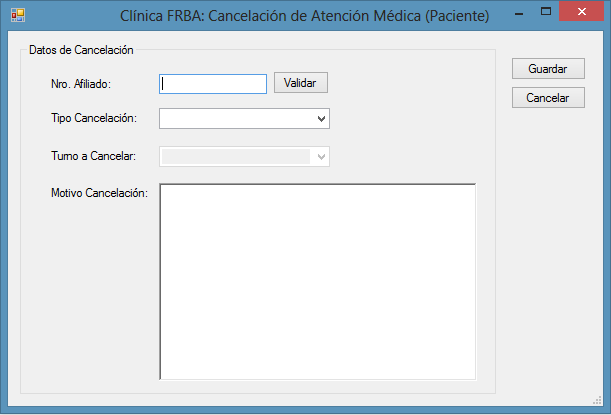 Clínica FRBA: Cancelación de Atención Médica (Paciente)
Datos de Cancelación
Nro. Afiliado:
Validar
Guardar
Cancelar
Tipo Cancelación:
Turno a Cancelar:
Motivo Cancelación: